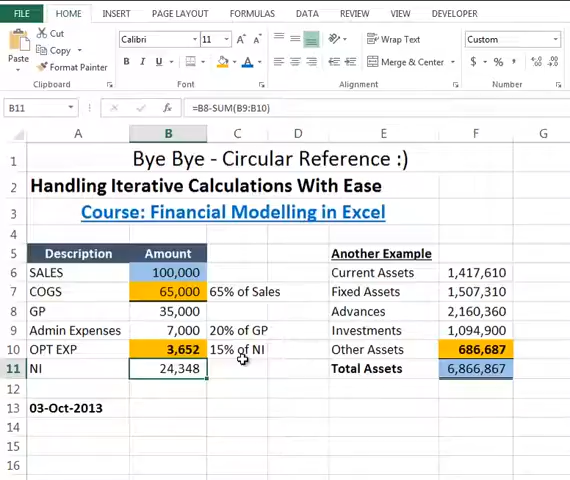 FILE HOME INSERT PAGE LAYOUT FORMULAS DATA REVIEW VIEW DEVELOPER
Cut
Copy
Paste
Format Painter
Calibri 11 A A
B I U A
Wrap Text
Merge & Center
Custom
$ % ,
Clipboard Font Alignment Number
B11 fx =B8-SUM(B9:B10)
A B C D E F G
1 Bye Bye - Circular Reference :)
2 Handling Iterative Calculations With Ease
3 Course: Financial Modelling in Excel
4
5 Description Amount Another Example
6 SALES 100,000 Current Assets 1,417,610
7 COGS 65,000 65% of Sales Fixed Assets 1,507,310
8 GP 35,000 Advances 2,160,360
9 Admin Expenses 7,000 20% of GP Investments 1,094,900
10 OPT EXP 3,652 15% of NI Other Assets 686,687
11 NI 24,348 Total Assets 6,866,867
12
13 03-Oct-2013
14
15
16